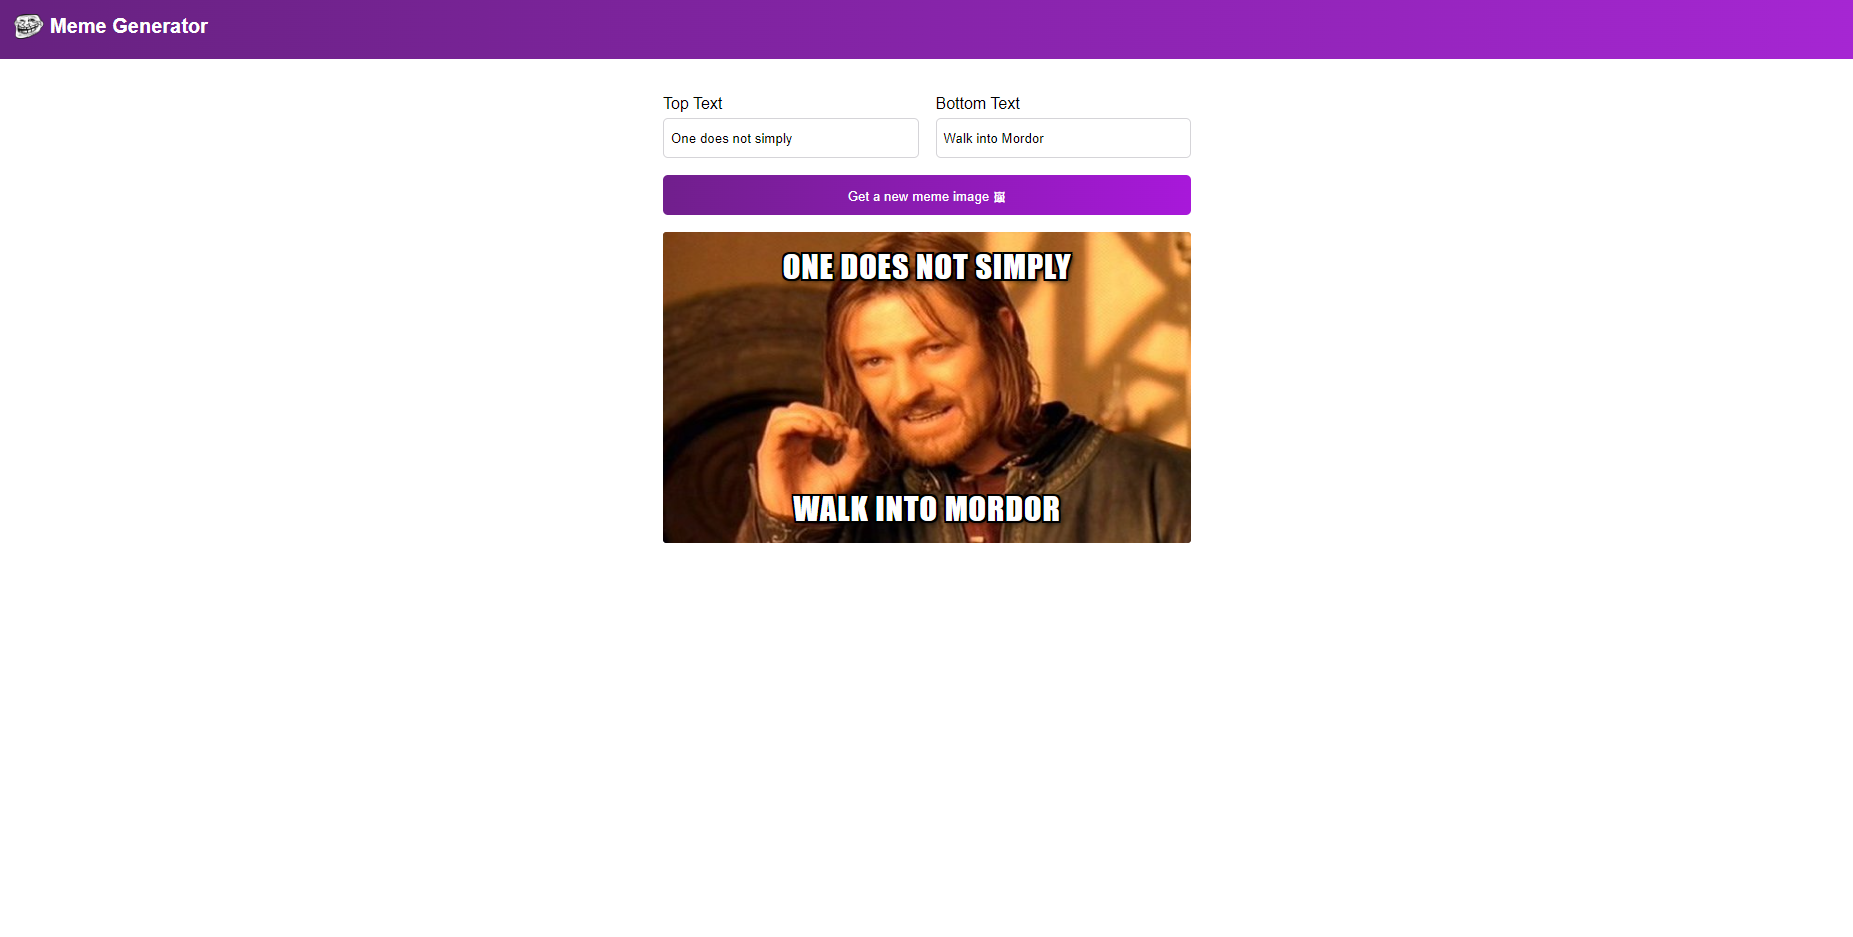 Meme Generator
Top Text
Bottom Text
One does not simply
Walk into Mordor
Get a new meme image 🖼
ONE DOES NOT SIMPLY
WALK INTO MORDOR